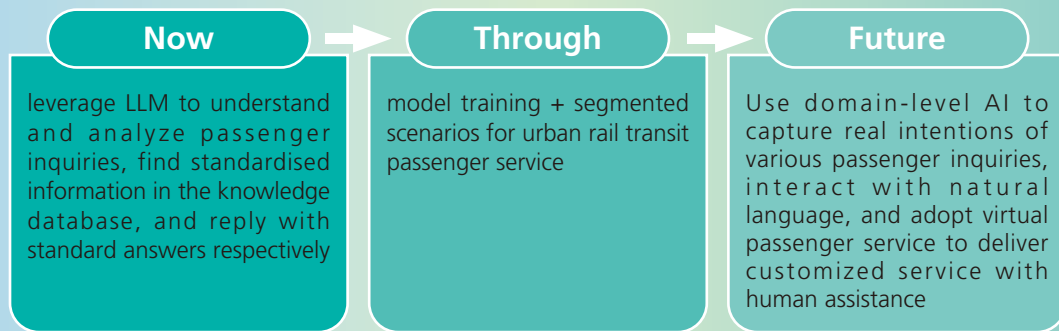 Now
leverage LLM to understand
and analyze passenger
inquiries, find standardised
information in the knowledge
database, and reply with
standard answers respectively
Through
model training + segmented
scenarios for urban rail transit
passenger service
Future
Use domain-level AI to
capture real intentions of
various passenger inquiries,
interact with natural
language, and adopt virtual
passenger service to deliver
customized service with
human assistance